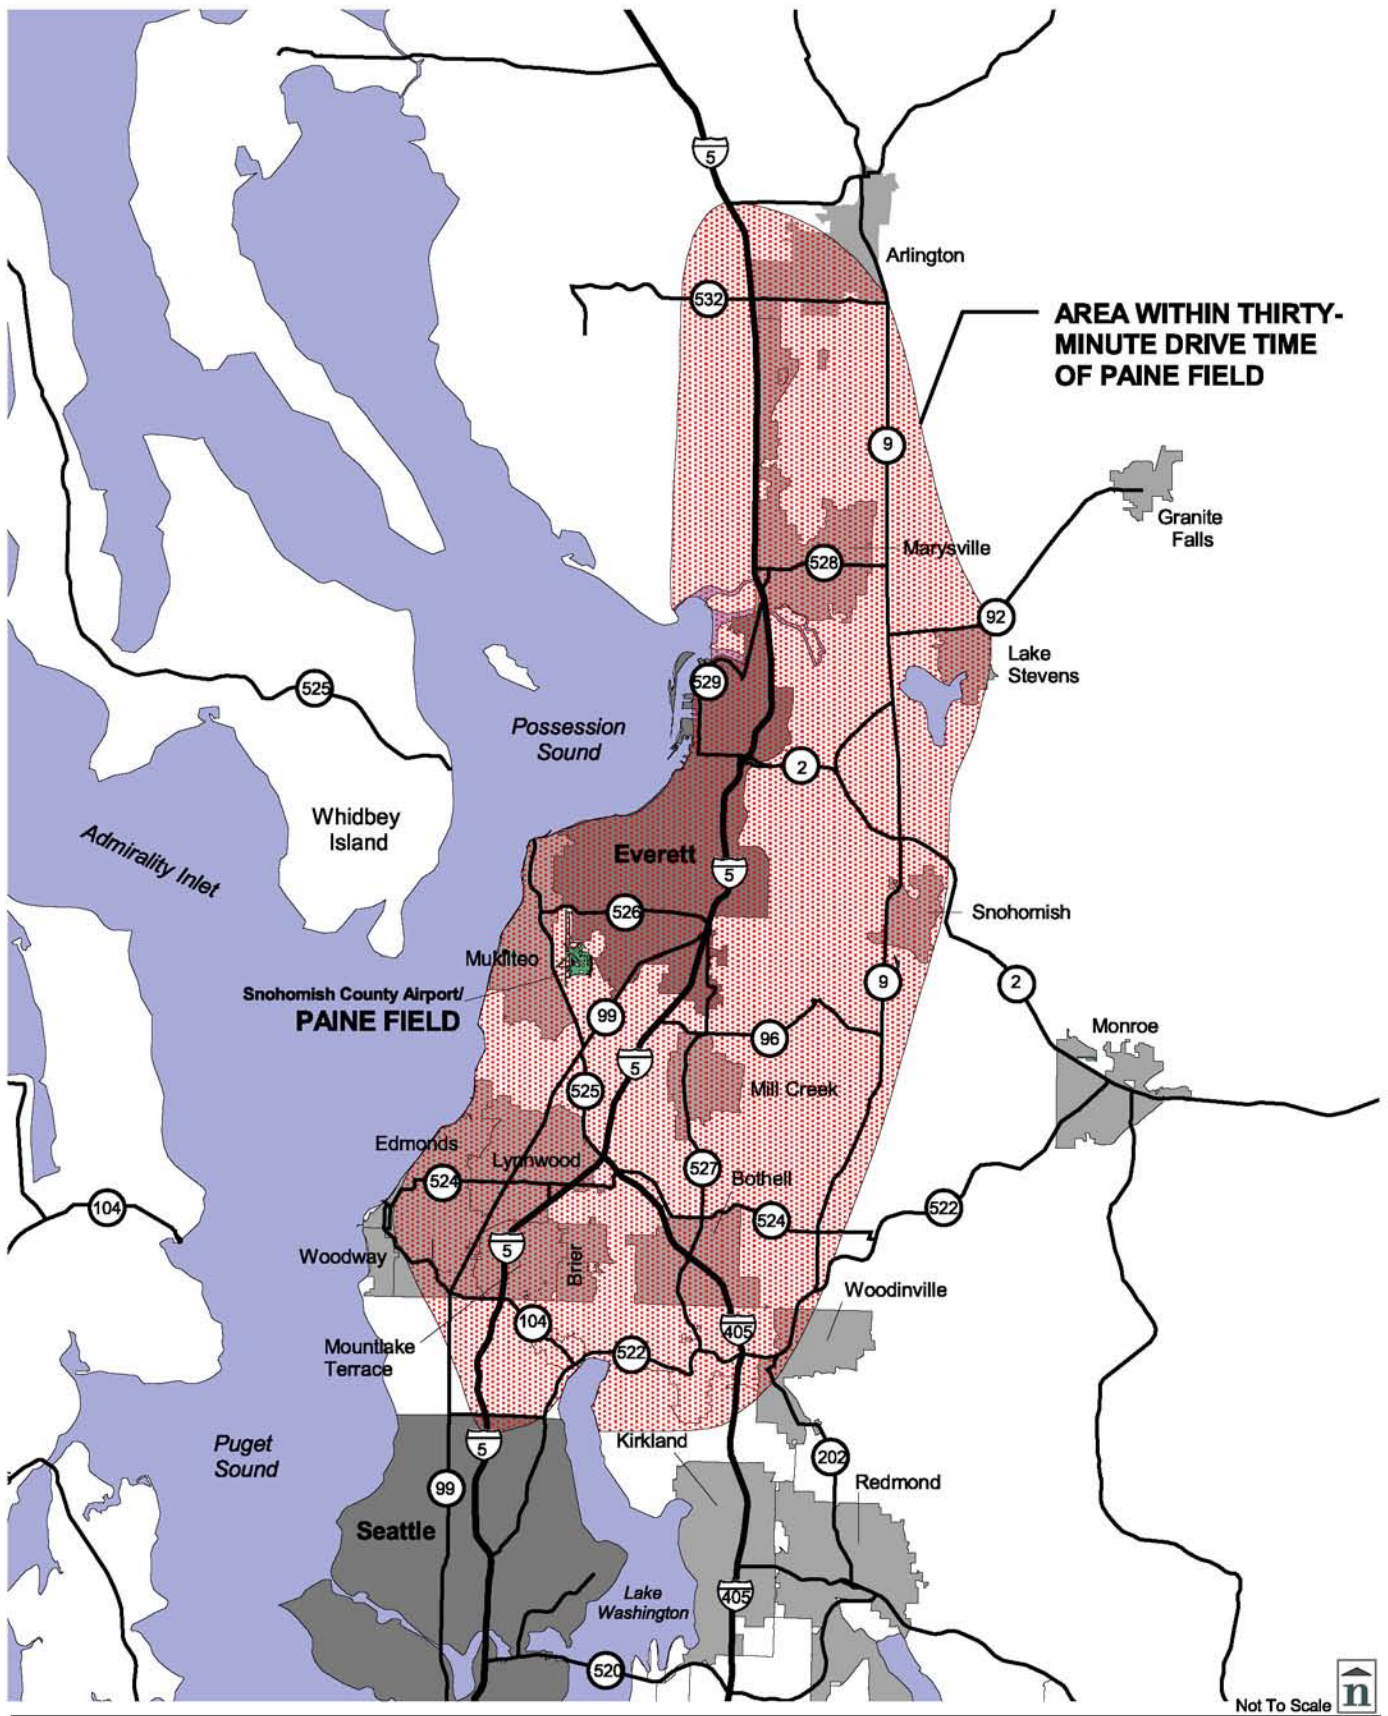 5
Arlington
532
AREA WITHIN THIRTY-
MINUTE DRIVE TIME
OF PAINE FIELD
9
Granite
Falls
Marysville
528
92
Lake
Stevens
525
529
Possession
Sound
2
Whidbey
Island
Admirality Inlet
Everett
5
526
Snohomish
Mukilteo
9
2
Snohomish County Airport/
PAINE FIELD
99
96
Monroe
5
525
Mill Creek
Edmonds
Lynnwood
527
524
Bothell
104
524
522
Woodway
5
Brier
Woodinville
104
405
Mountlake
Terrace
522
Puget
Sound
5
Kirkland
202
99
Redmond
Seattle
Lake
Washington
405
520
Not To Scale
n